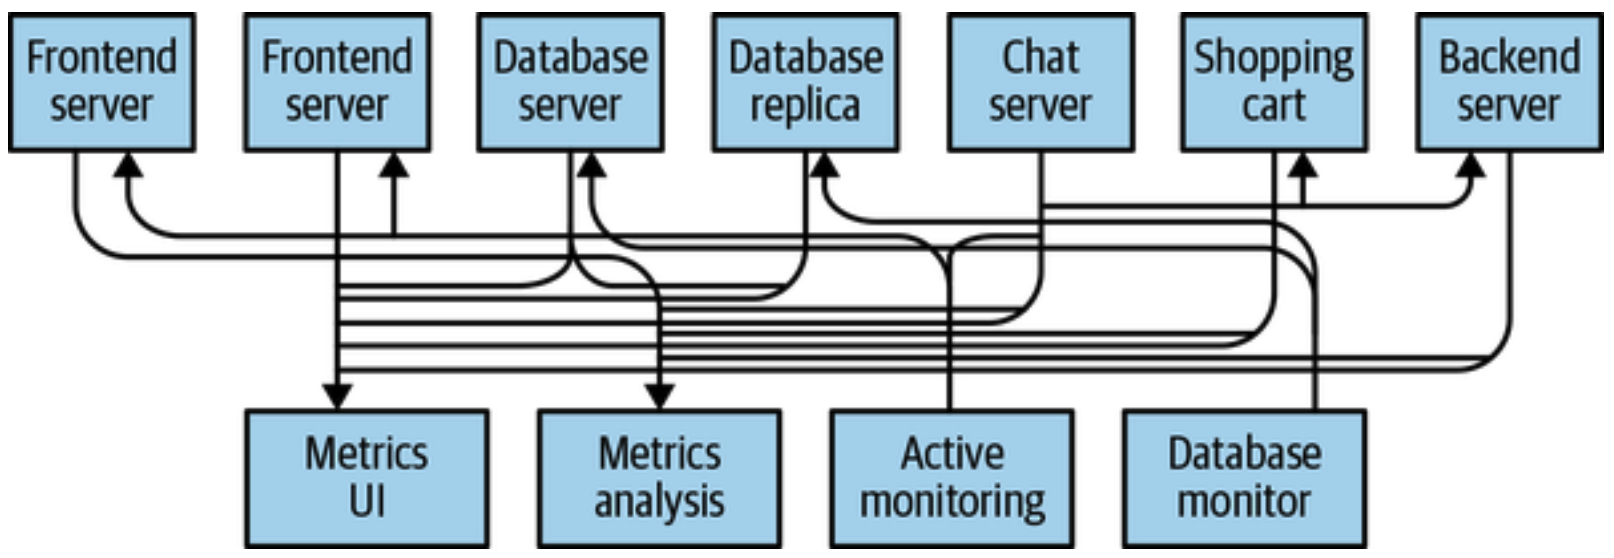 Frontend
server
Frontend
server
Database
server
Database
replica
Chat
server
Shopping
cart
Backend
server
Metrics
UI
Metrics
analysis
Active
monitoring
Database
monitor